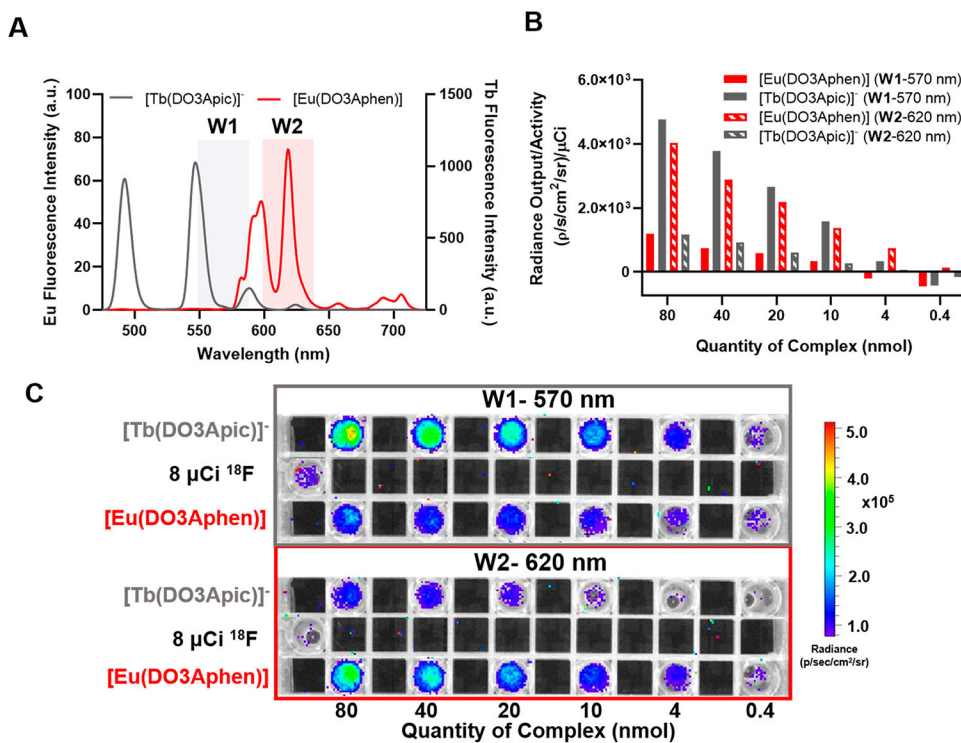 A
Eu Fluorescence Intensity (a.u.)
100
80
60
40
20
0
[Tb(DO3Apic)]⁻
[Eu(DO3Aphen)]
W1
W2
1500
1000
500
0
Tb Fluorescence
Intensity (a.u.)
500
550
600
650
700
Wavelength (nm)
B
Radiance Output/Activity
(ρ/s/cm²/sr)/μCi
6.0×10³
4.0×10³
2.0×10³
0
[Eu(DO3Aphen)] (W1-570 nm)
[Tb(DO3Apic)]⁻ (W1-570 nm)
[Eu(DO3Aphen)] (W2-620 nm)
[Tb(DO3Apic)]⁻ (W2-620 nm)
80
40
20
10
4
0.4
Quantity of Complex (nmol)
C
W1- 570 nm
[Tb(DO3Apic)]⁻
8 μCi ¹⁸F
[Eu(DO3Aphen)]
W2- 620 nm
[Tb(DO3Apic)]⁻
8 μCi ¹⁸F
[Eu(DO3Aphen)]
80
40
20
10
4
0.4
Quantity of Complex (nmol)
5.0
x10⁵
3.0
2.0
1.0
Radiance
(p/sec/cm²/sr)